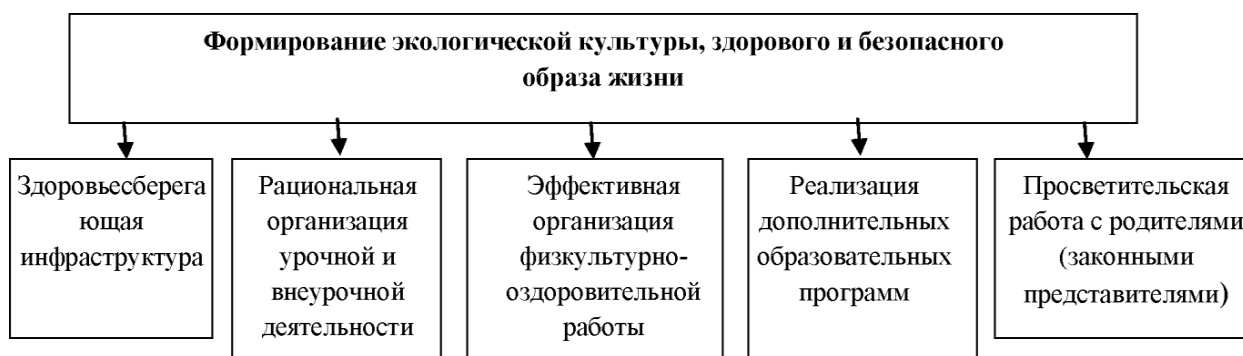 Формирование экологической культуры, здорового и безопасного
образа жизни
Здоровьесберега
ющая
инфраструктура
Рациональная
организация
урочной и
внеурочной
деятельности
Эффективная
организация
физкультурно-
оздоровительной
работы
Реализация
дополнительных
образовательных
программ
Просветительская
работа с родителями
(законными
представителями)